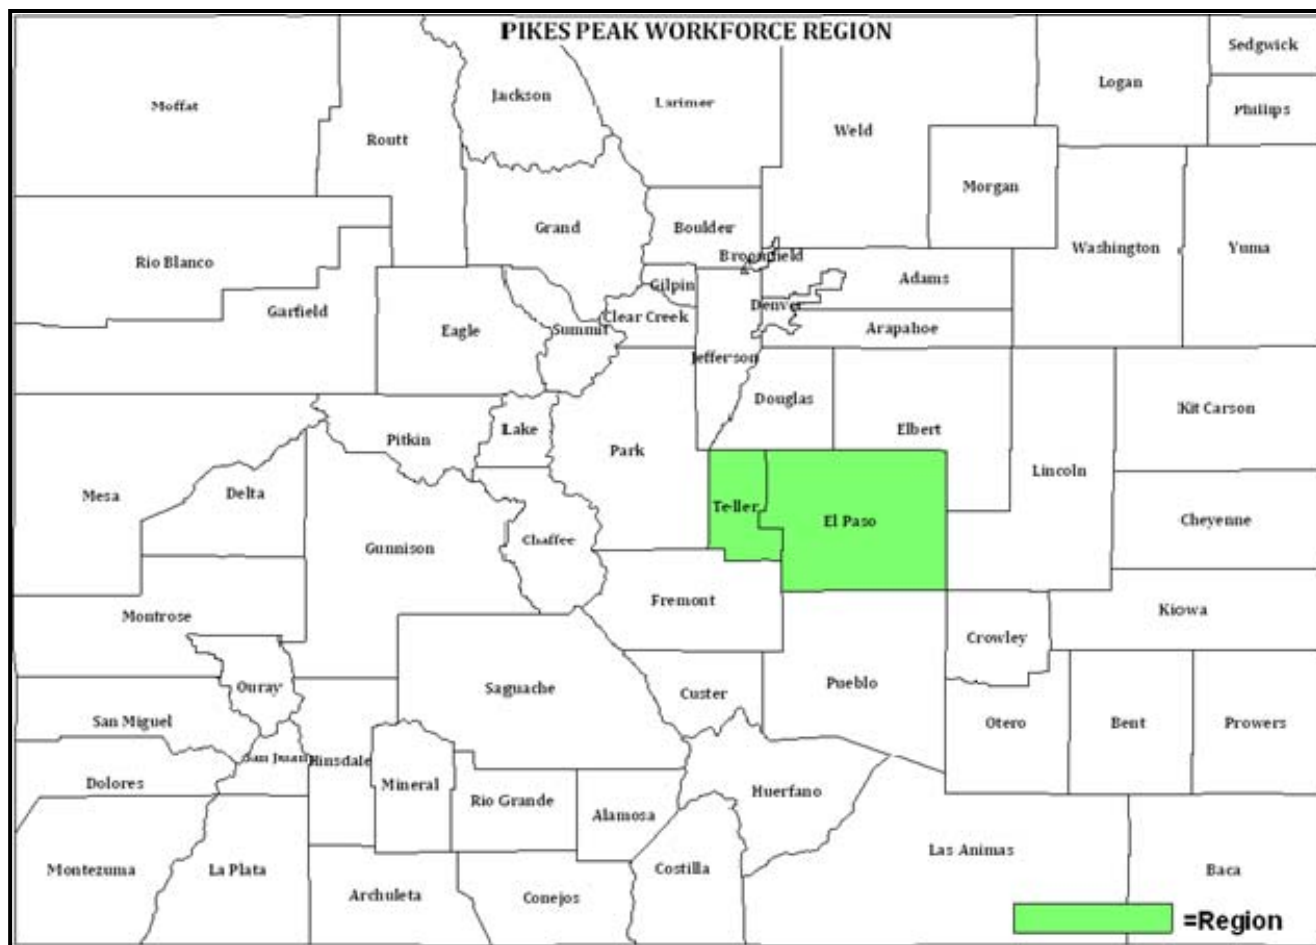 PIKES PEAK WORKFORCE REGION
Sedgwick
Logan
Jackson
Larimer
Moffat
Phillips
Weld
Routt
Morgan
Grand
Boulder
Washington
Yuma
Broomfield
Rio Blanco
Adams
Gilpin
Denver
Garfield
Clear Creek
Summit
Eagle
Arapahoe
Jefferson
Douglas
Kit Carson
Lake
Elbert
Pitkin
Park
Lincoln
Mesa
Delta
Teller
El Paso
Cheyenne
Chaffee
Gunnison
Fremont
Kiowa
Montrose
Crowley
Ouray
Saguache
Custer
Pueblo
San Miguel
Otero
Bent
Prowers
San Juan
Hinsdale
Dolores
Mineral
Huerfano
Rio Grande
Alamosa
Las Animas
Montezuma
La Plata
Costilla
Baca
Archuleta
Conejos
=Region